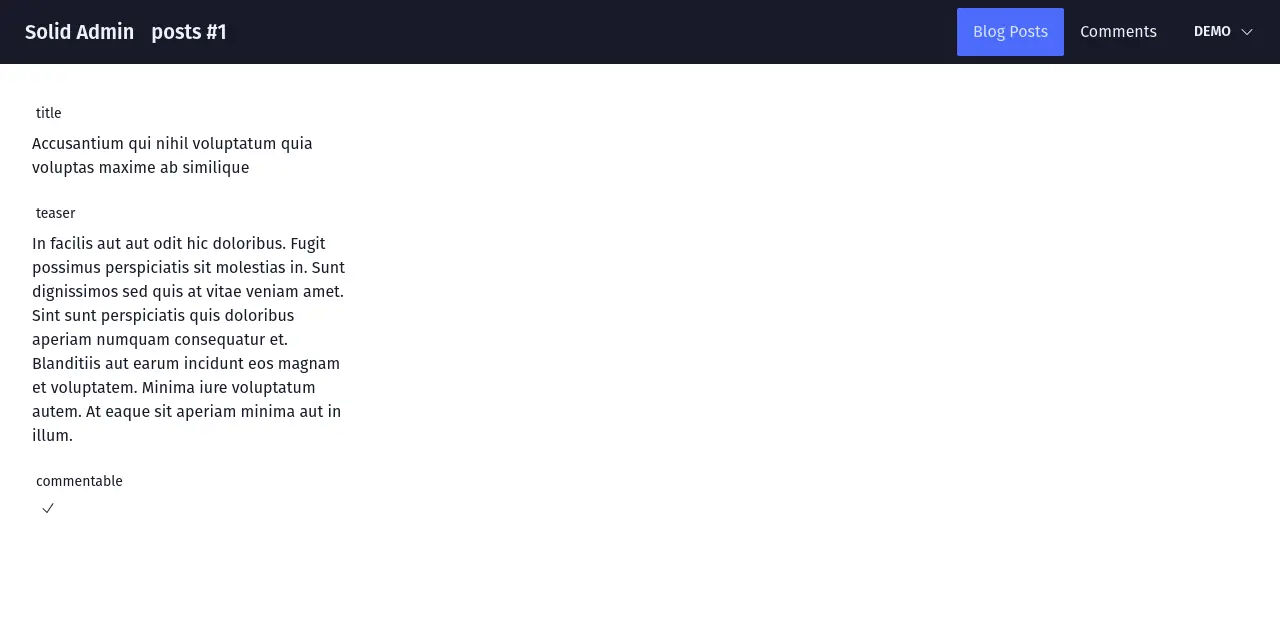 Solid Admin posts #1 Blog Posts Comments DEMO
title
Accusantium qui nihil voluptatum quia
voluptas maxime ab similique
teaser
In facilis aut aut odit hic doloribus. Fugit
possimus perspiciatis sit molestias in. Sunt
dignissimos sed quis at vitae veniam amet.
Sint sunt perspiciatis quis doloribus
aperiam numquam consequatur et.
Blanditiis aut earum incidunt eos magnam
et voluptatem. Minima iure voluptatum
autem. At eaque sit aperiam minima aut in
illum.
commentable